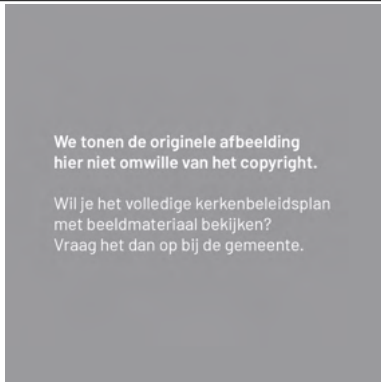 We tonen de originele afbeelding
hier niet omwille van het copyright.
Wil je het volledige kerkenbeleidsplan
met beeldmateriaal bekijken?
Vraag het dan op bij de gemeente.